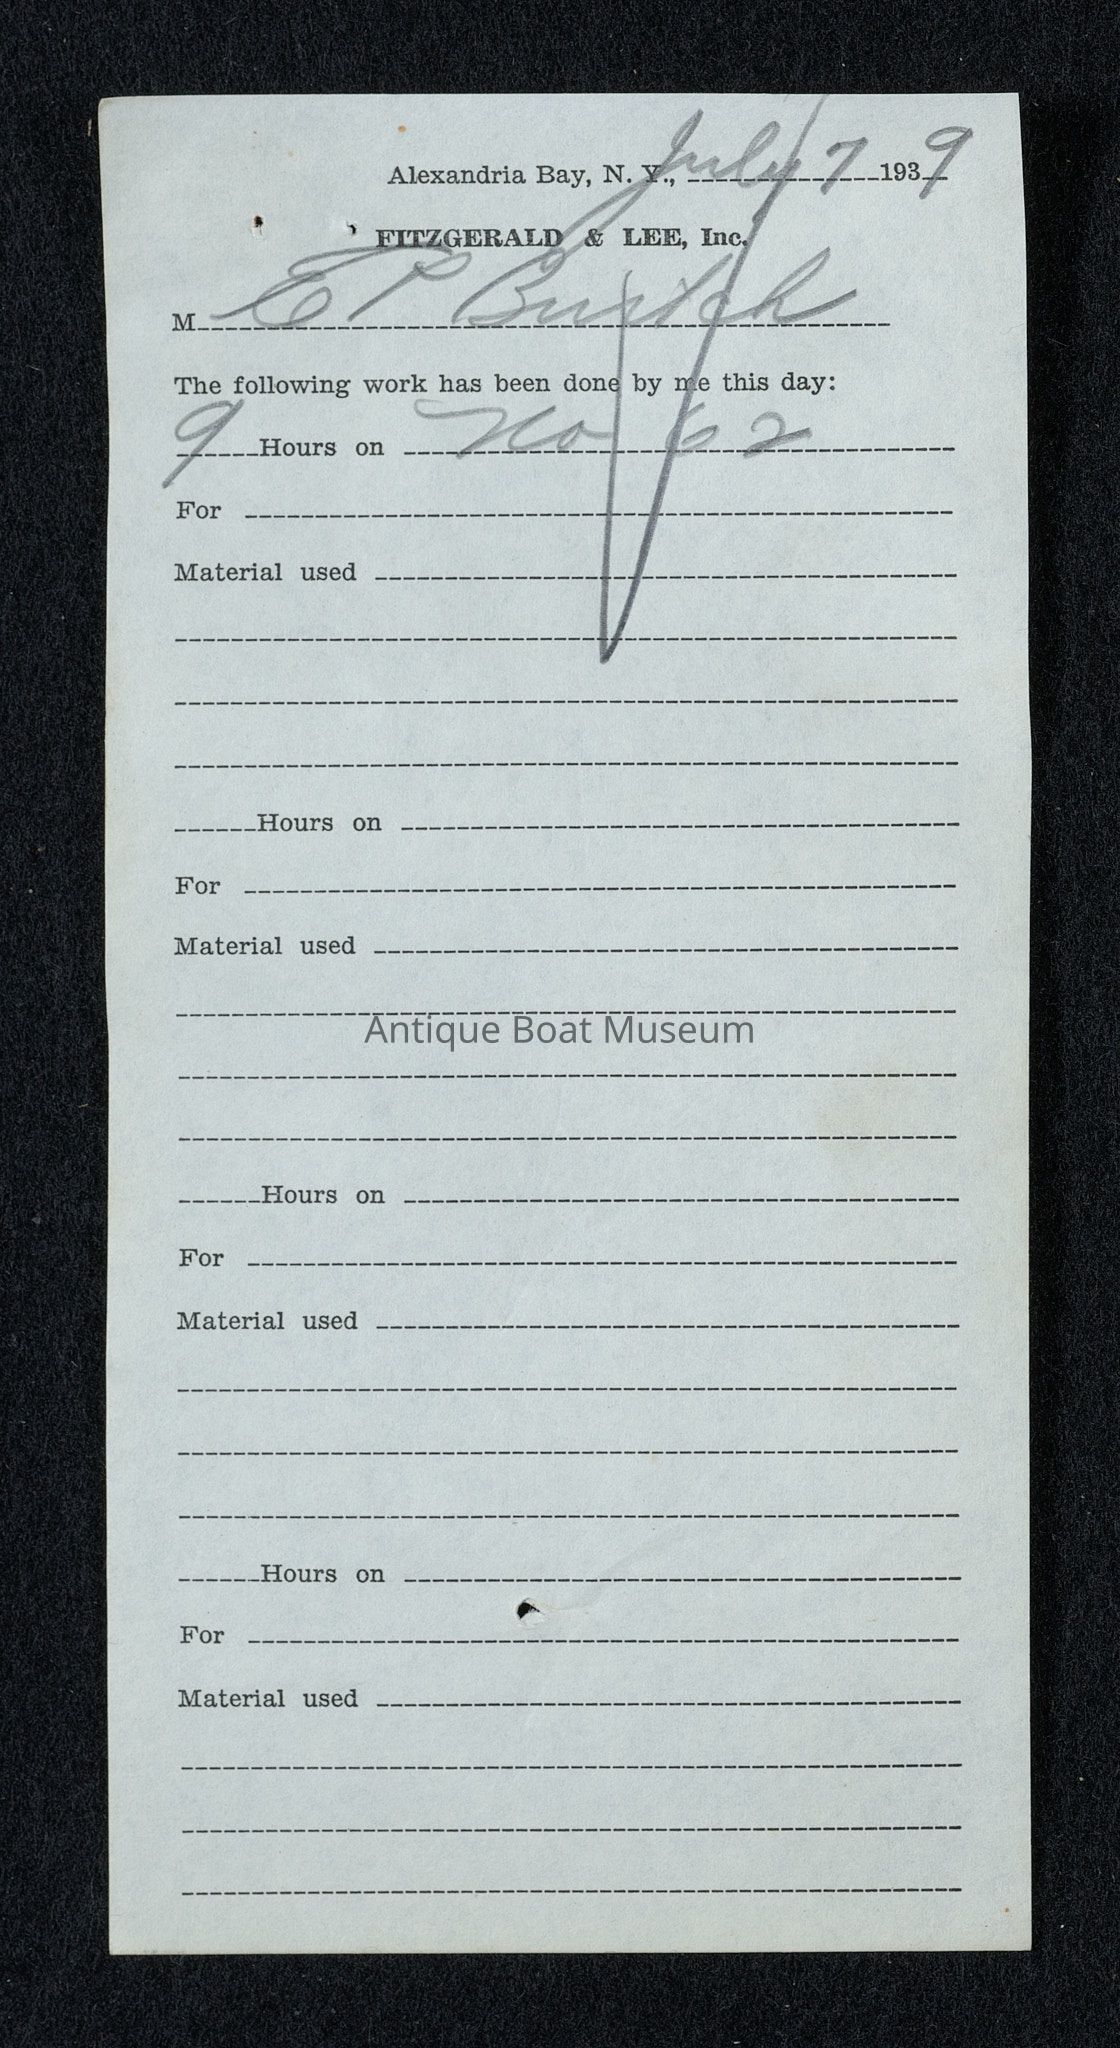 Alexandria Bay, N. Y., July 7 1939
FITZGERALD & LEE, Inc.
M E P Burtch
The following work has been done by me this day:
9 Hours on No 62
For
Material used
Hours on
For
Material used
Antique Boat Museum
Hours on
For
Material used
Hours on
For
Material used